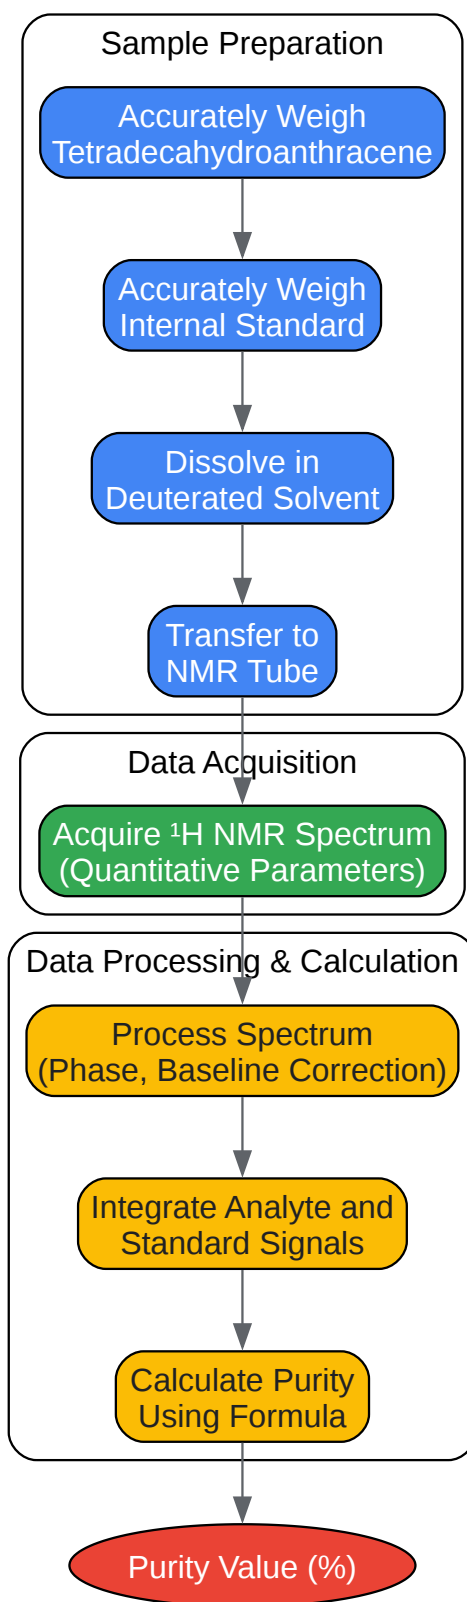 Sample Preparation
Accurately Weigh
Tetradecahydroanthracene
Accurately Weigh
Internal Standard
Dissolve in
Deuterated Solvent
Transfer to
NMR Tube
Data Acquisition
Acquire ¹H NMR Spectrum
(Quantitative Parameters)
Data Processing & Calculation
Process Spectrum
(Phase, Baseline Correction)
Integrate Analyte and
Standard Signals
Calculate Purity
Using Formula
Purity Value (%)